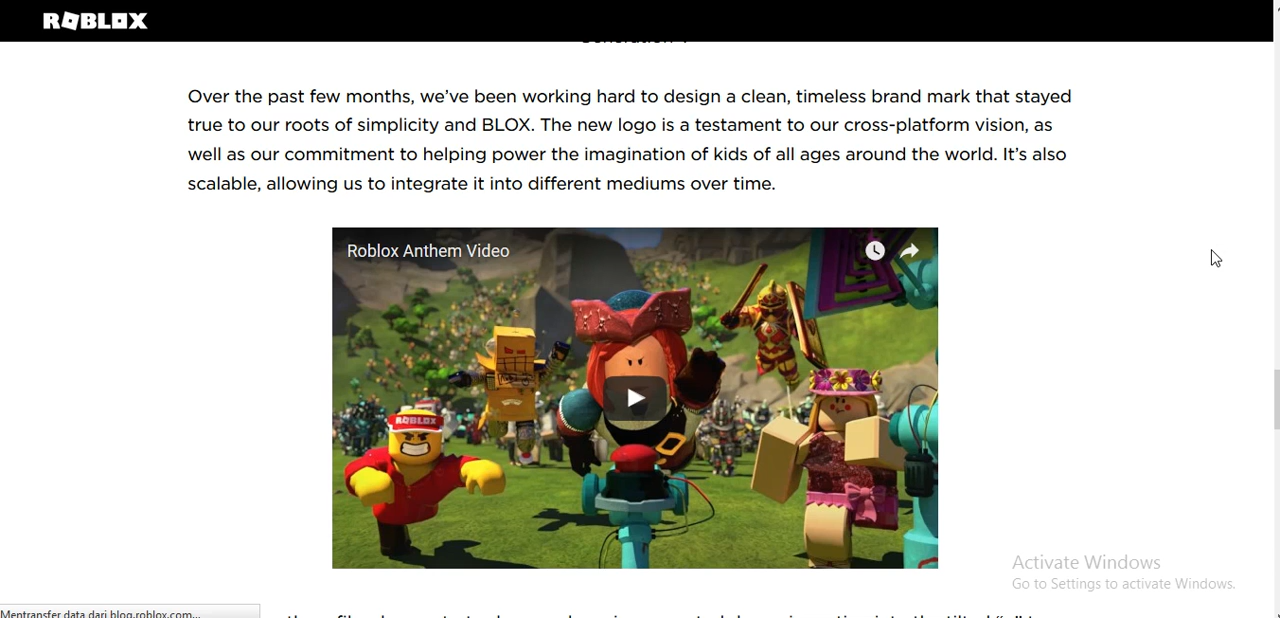 ROBLOX
Over the past few months, we’ve been working hard to design a clean, timeless brand mark that stayed
true to our roots of simplicity and BLOX. The new logo is a testament to our cross-platform vision, as
well as our commitment to helping power the imagination of kids of all ages around the world. It’s also
scalable, allowing us to integrate it into different mediums over time.
Roblox Anthem Video
ROBLOX
Activate Windows
Go to Settings to activate Windows.
Mentransfer data dari blog.roblox.com...